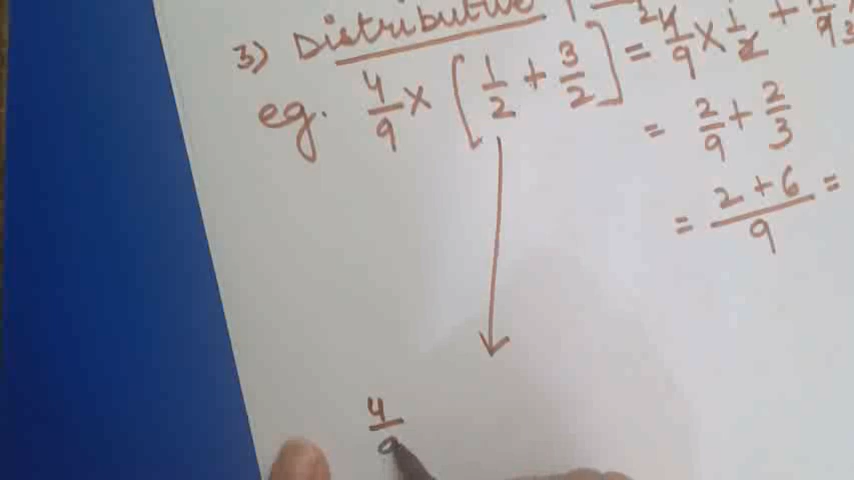 3) Distributive
eg. 4/9 × [1/2 + 3/2] = 4/9 × 1/2 +
= 2/9 + 2/3
= 2+6/9 =
4/9